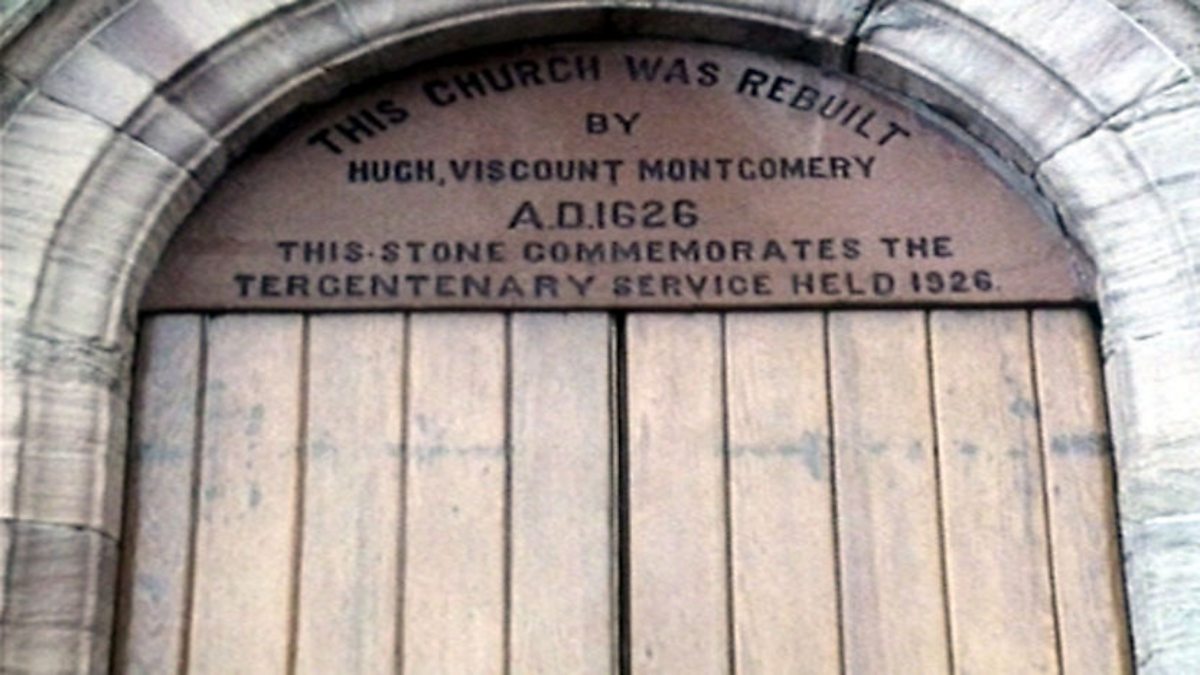 THIS CHURCH WAS REBUILT
BY
HUGH, VISCOUNT MONTGOMERY
A.D. 1626
THIS·STONE COMMEMORATES THE
TERCENTENARY SERVICE HELD 1926.